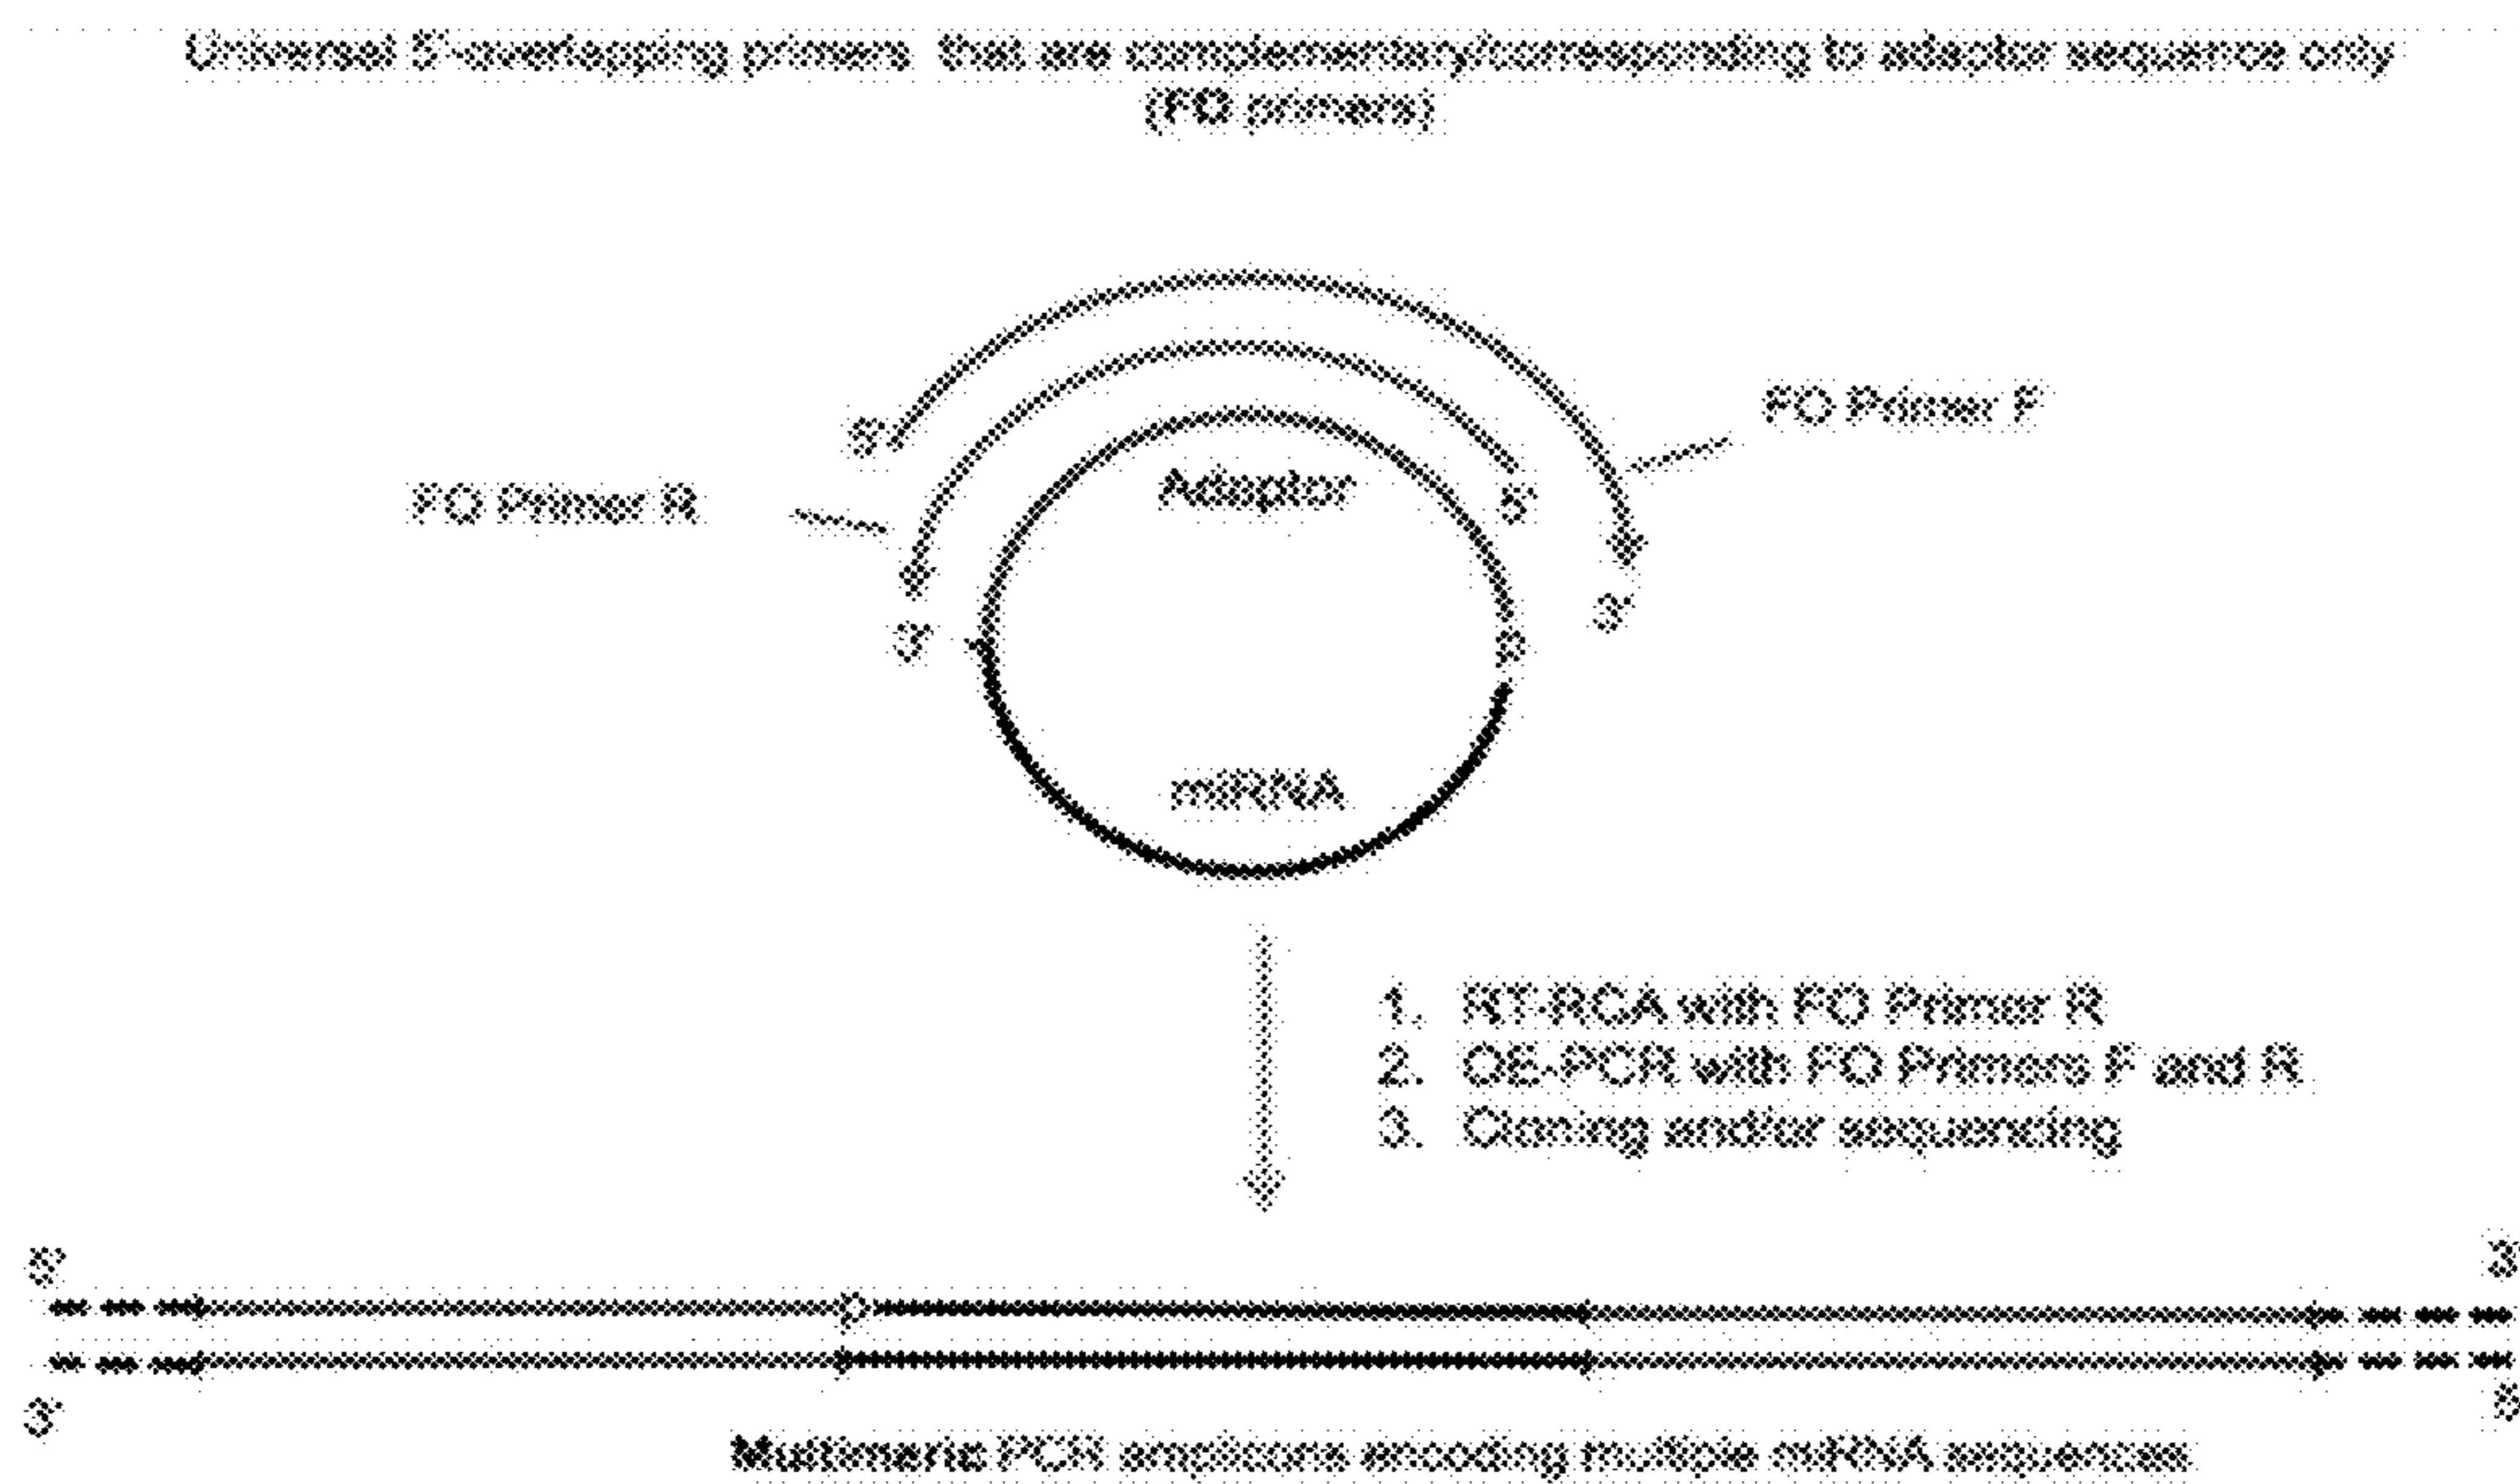 Universal 5'-overlapping primers that are complementary/corresponding to adaptor sequence only
(FO primers)
5'
FO Primer F
FO Primer R
Adaptor
5'
3'
3'
miRNA
1. RT-RCA with FO Primer R
2. OE-PCR with FO Primers F and R
3. Cloning and/or sequencing
5'
3'
3'
5'
Multimeric PCR amplicon encoding multiple miRNA sequences